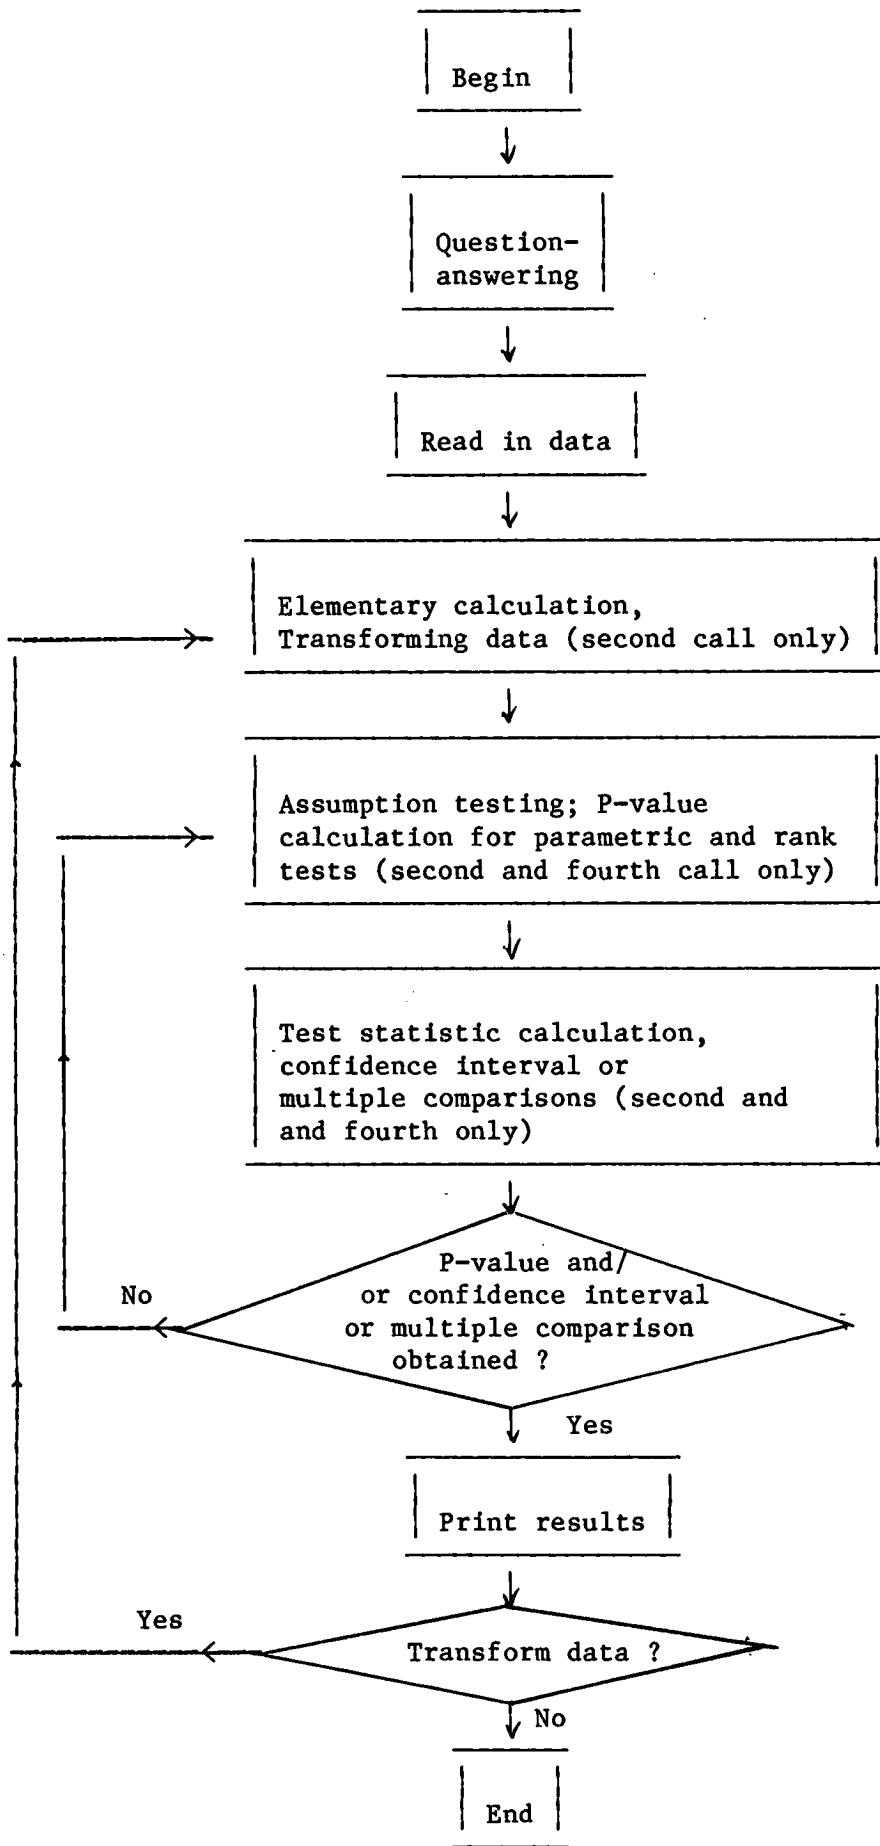 Begin
Question-
answering
Read in data
Elementary calculation,
Transforming data (second call only)
Assumption testing; P-value
calculation for parametric and rank
tests (second and fourth call only)
Test statistic calculation,
confidence interval or
multiple comparisons (second and
and fourth only)
P-value and/
or confidence interval
or multiple comparison
obtained ?
No
Yes
Print results
Yes
Transform data ?
No
End